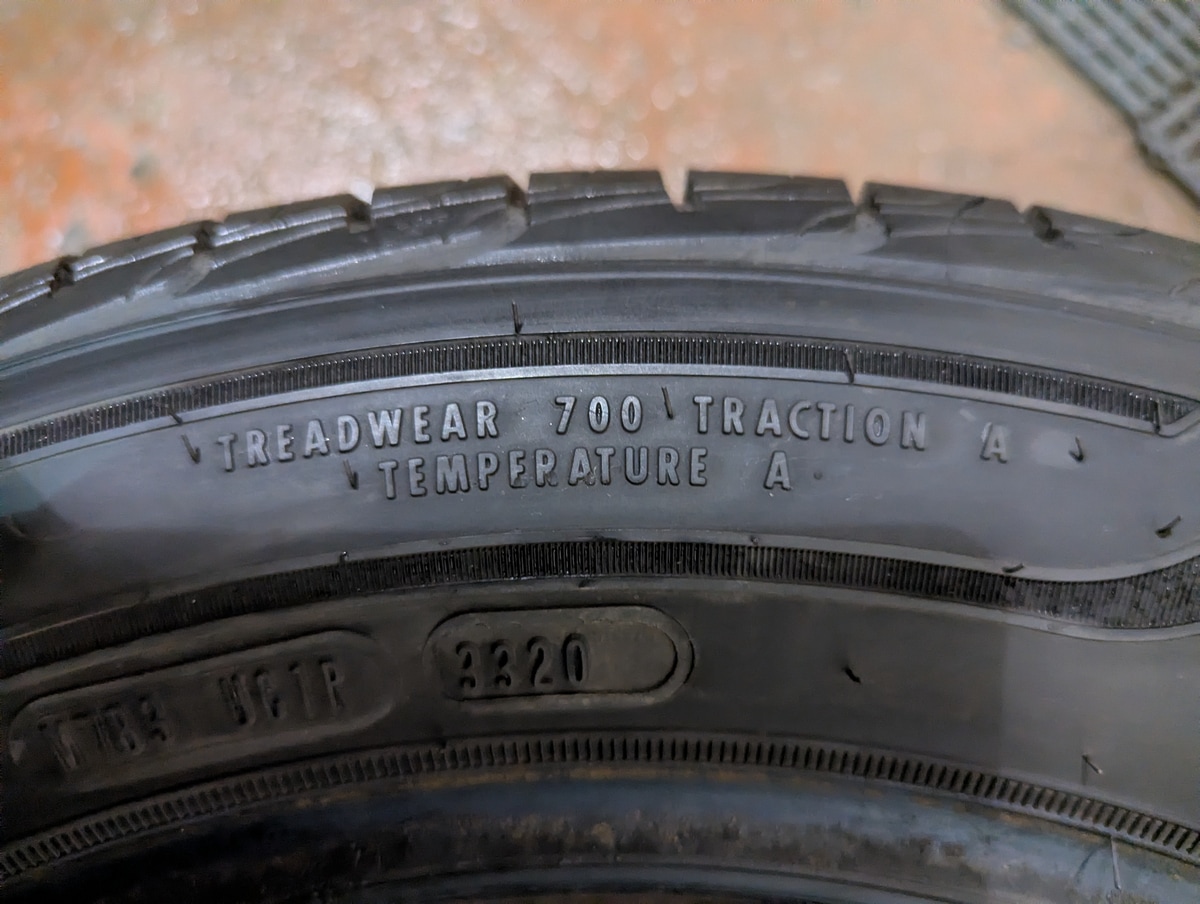 TREADWEAR 700 TRACTION A
TEMPERATURE A
3320